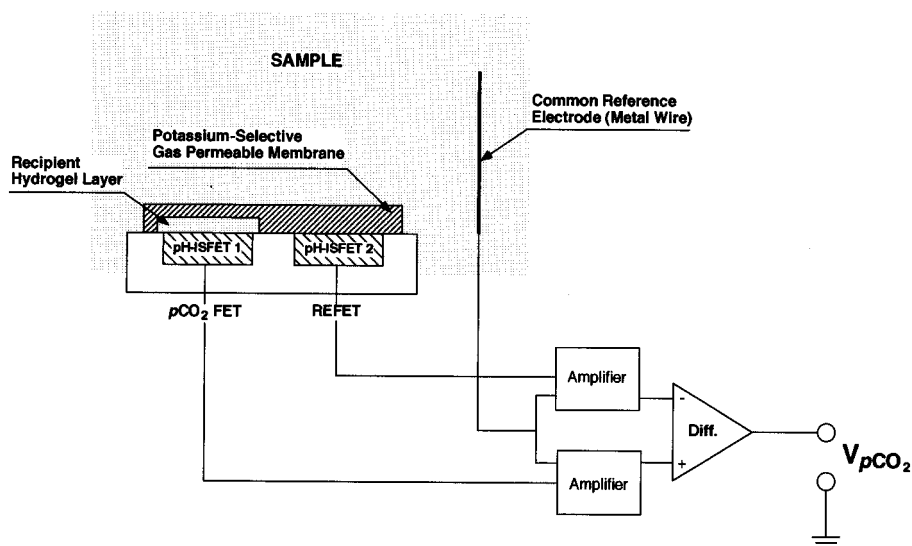 SAMPLE
Common Reference
Electrode (Metal Wire)
Potassium-Selective
Gas Permeable Membrane
Recipient
Hydrogel Layer
pH-ISFET 1
pH-ISFET 2
pCO₂ FET
REFET
Amplifier
-
Diff.
+
VpCO₂
Amplifier